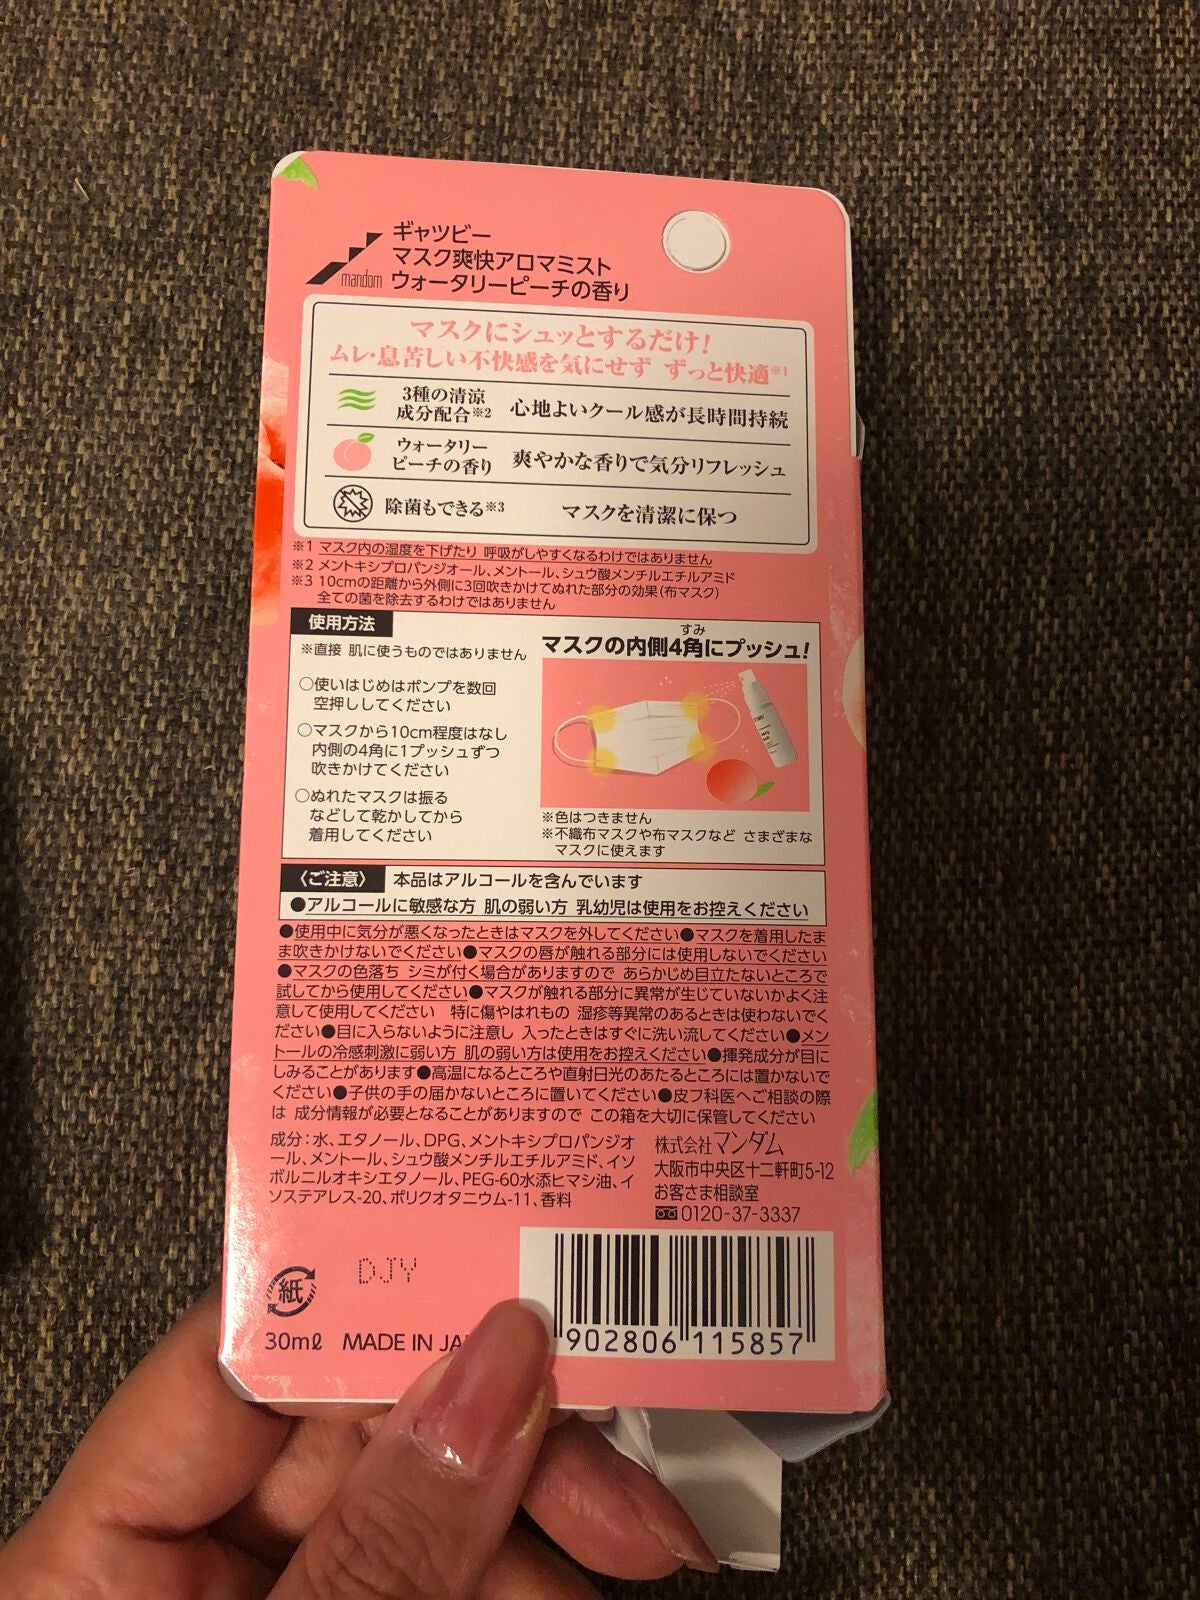 mandom
ギャツビー
マスク爽快アロマミスト
ウォータリーピーチの香り
マスクにシュッとするだけ!
ムレ・息苦しい不快感を気にせず ずっと快適※1
3種の清涼
成分配合※2 心地よいクール感が長時間持続
ウォータリー
ピーチの香り 爽やかな香りで気分リフレッシュ
除菌もできる※3 マスクを清潔に保つ
※1 マスク内の湿度を下げたり 呼吸がしやすくなるわけではありません
※2 メントキシプロパンジオール、メントール、シュウ酸メンチルエチルアミド
※3 10cmの距離から外側に3回吹きかけてぬれた部分の効果(布マスク)
全ての菌を除去するわけではありません
使用方法
※直接 肌に使うものではありません
○使いはじめはポンプを数回
空押ししてください
○マスクから10cm程度はなし
内側の4角に1プッシュずつ
吹きかけてください
○ぬれたマスクは振る
などして乾かしてから
着用してください
すみ
マスクの内側4角にプッシュ!
※色はつきません
※不織布マスクや布マスクなど さまざまな
マスクに使えます
〈ご注意〉 本品はアルコールを含んでいます
●アルコールに敏感な方 肌の弱い方 乳幼児は使用をお控えください
●使用中に気分が悪くなったときはマスクを外してください●マスクを着用したま
ま吹きかけないでください●マスクの唇が触れる部分には使用しないでください
●マスクの色落ち シミが付く場合がありますので あらかじめ目立たないところで
試してから使用してください●マスクが触れる部分に異常が生じていないかよく注
意して使用してください 特に傷やはれもの 湿疹等異常のあるときは使わないでく
ださい●目に入らないように注意し 入ったときはすぐに洗い流してください●メン
トールの冷感刺激に弱い方 肌の弱い方は使用をお控えください●揮発成分が目に
しみることがあります●高温になるところや直射日光のあたるところには置かないで
ください●子供の手の届かないところに置いてください●皮フ科医へご相談の際
は 成分情報が必要となることがありますので この箱を大切に保管してください
成分:水、エタノール、DPG、メントキシプロパンジオ
ール、メントール、シュウ酸メンチルエチルアミド、イソ
ボルニルオキシエタノール、PEG-60水添ヒマシ油、イ
ソステアレス-20、ポリクオタニウム-11、香料
株式会社マンダム
大阪市中央区十二軒町5-12
お客さま相談室
0120-37-3337
紙
DJY
30mℓ MADE IN JA
902806 115857